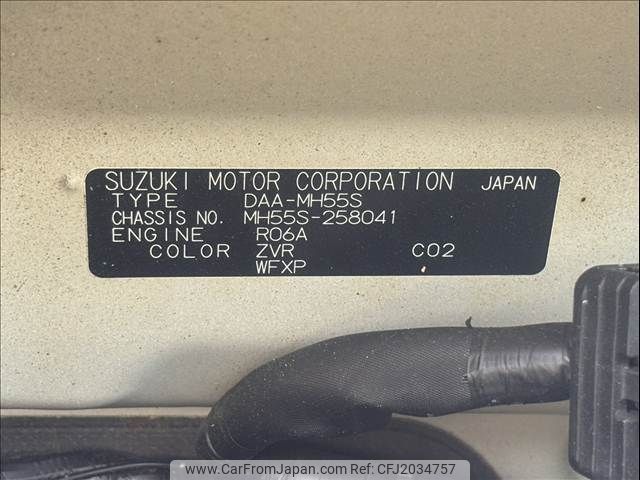 SUZUKI MOTOR CORPORATION JAPAN
TYPE DAA-MH55S
CHASSIS NO. MH55S-258041
ENGINE R06A
COLOR ZVR C02
WFXP
www.CarFromJapan.com RefNo: CFJ2034757